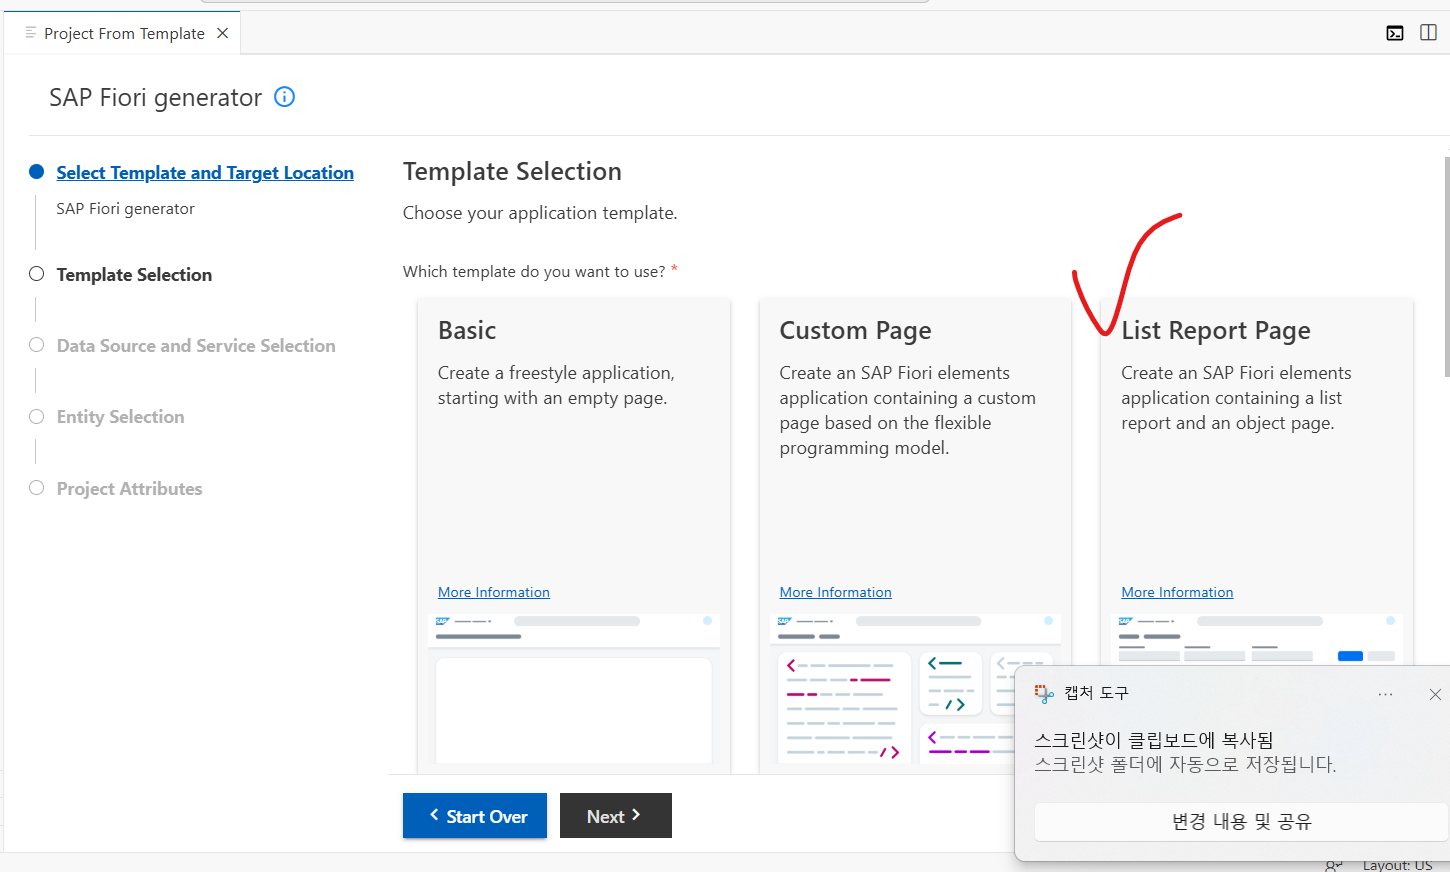 Project From Template
SAP Fiori generator
Select Template and Target Location
SAP Fiori generator
Template Selection
Data Source and Service Selection
Entity Selection
Project Attributes
Template Selection
Choose your application template.
Which template do you want to use? *
Basic
Create a freestyle application,
starting with an empty page.
More Information
Custom Page
Create an SAP Fiori elements
application containing a custom
page based on the flexible
programming model.
More Information
List Report Page
Create an SAP Fiori elements
application containing a list
report and an object page.
More Information
SAP
SAP
SAP
Start Over
Next
캡처 도구
스크린샷이 클립보드에 복사됨
스크린샷 폴더에 자동으로 저장됩니다.
변경 내용 및 공유
Layout: US